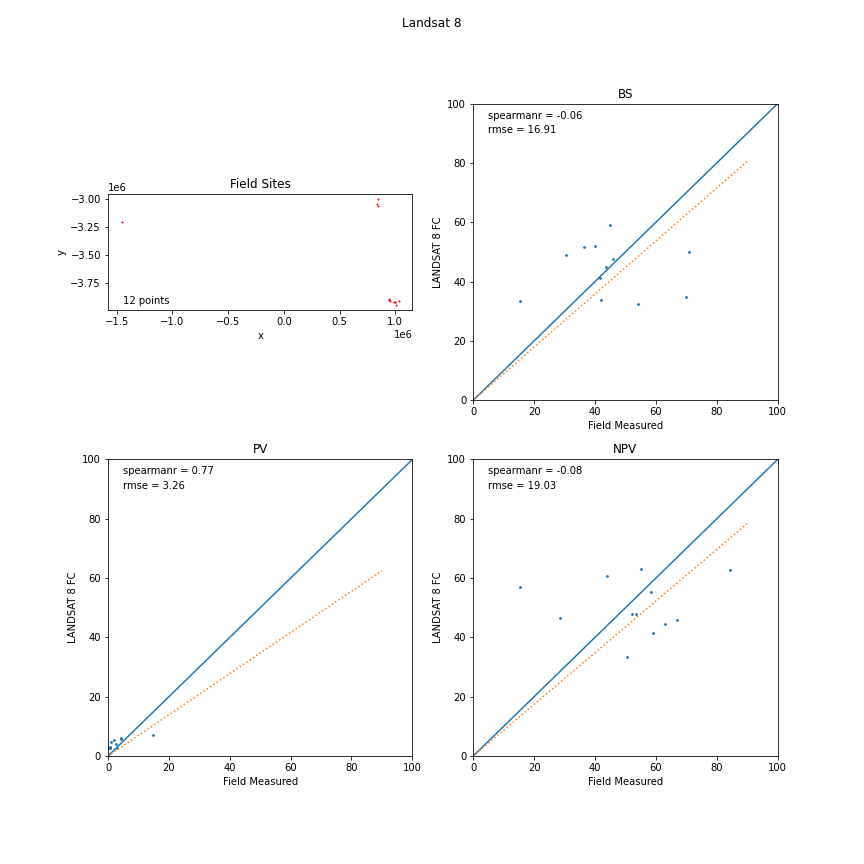 Landsat 8
Field Sites
1e6
−3.00
−3.25
−3.50
−3.75
y
12 points
−1.5
−1.0
−0.5
0.0
0.5
1.0
1e6
x
BS
spearmanr = -0.06
rmse = 16.91
100
80
60
40
20
0
LANDSAT 8 FC
0
20
40
60
80
100
Field Measured
PV
spearmanr = 0.77
rmse = 3.26
100
80
60
40
20
0
LANDSAT 8 FC
0
20
40
60
80
100
Field Measured
NPV
spearmanr = -0.08
rmse = 19.03
100
80
60
40
20
0
LANDSAT 8 FC
0
20
40
60
80
100
Field Measured